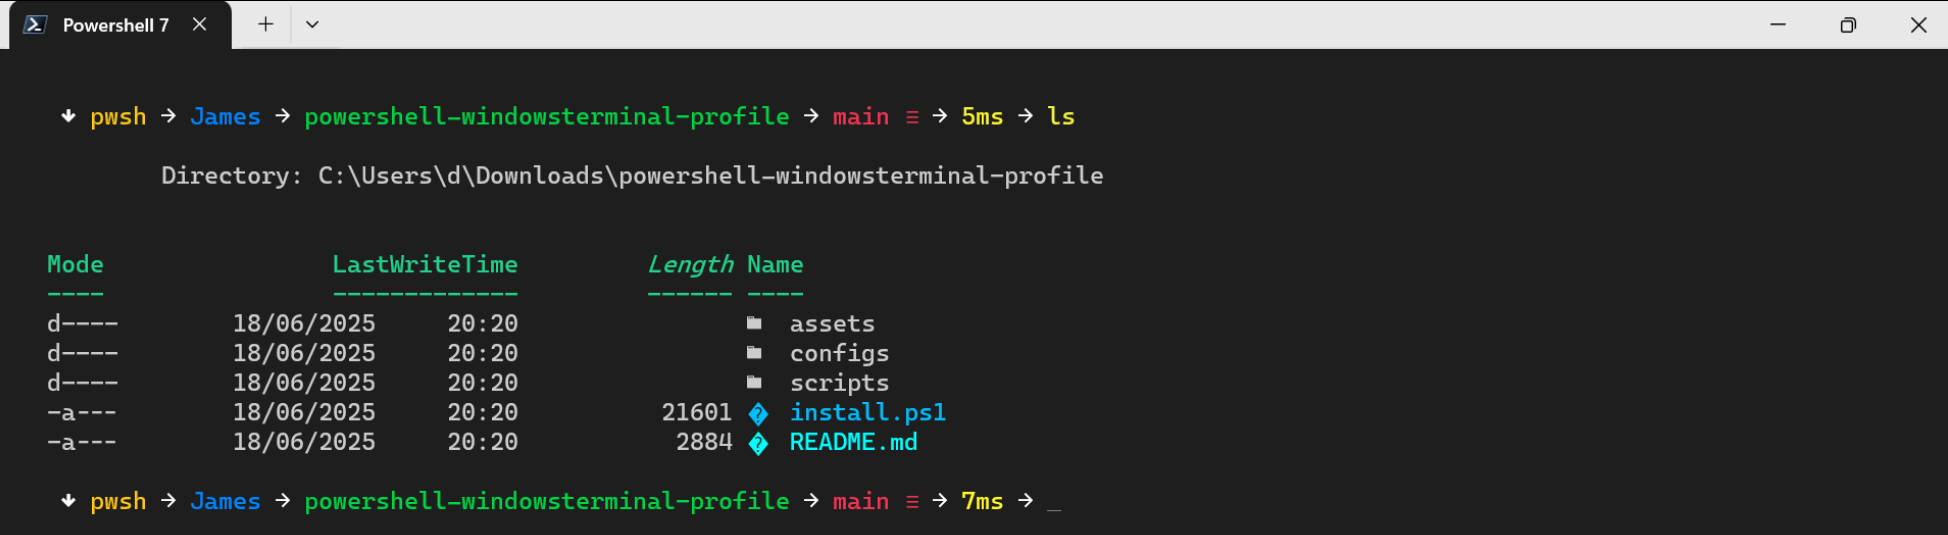 Powershell 7
↓ pwsh → James → powershell-windowsterminal-profile → main ≡ → 5ms → ls
Directory: C:\Users\d\Downloads\powershell-windowsterminal-profile
Mode LastWriteTime Length Name
---- ------------- ------ ----
d---- 18/06/2025 20:20 assets
d---- 18/06/2025 20:20 configs
d---- 18/06/2025 20:20 scripts
-a--- 18/06/2025 20:20 21601 � install.ps1
-a--- 18/06/2025 20:20 2884 � README.md
↓ pwsh → James → powershell-windowsterminal-profile → main ≡ → 7ms → _